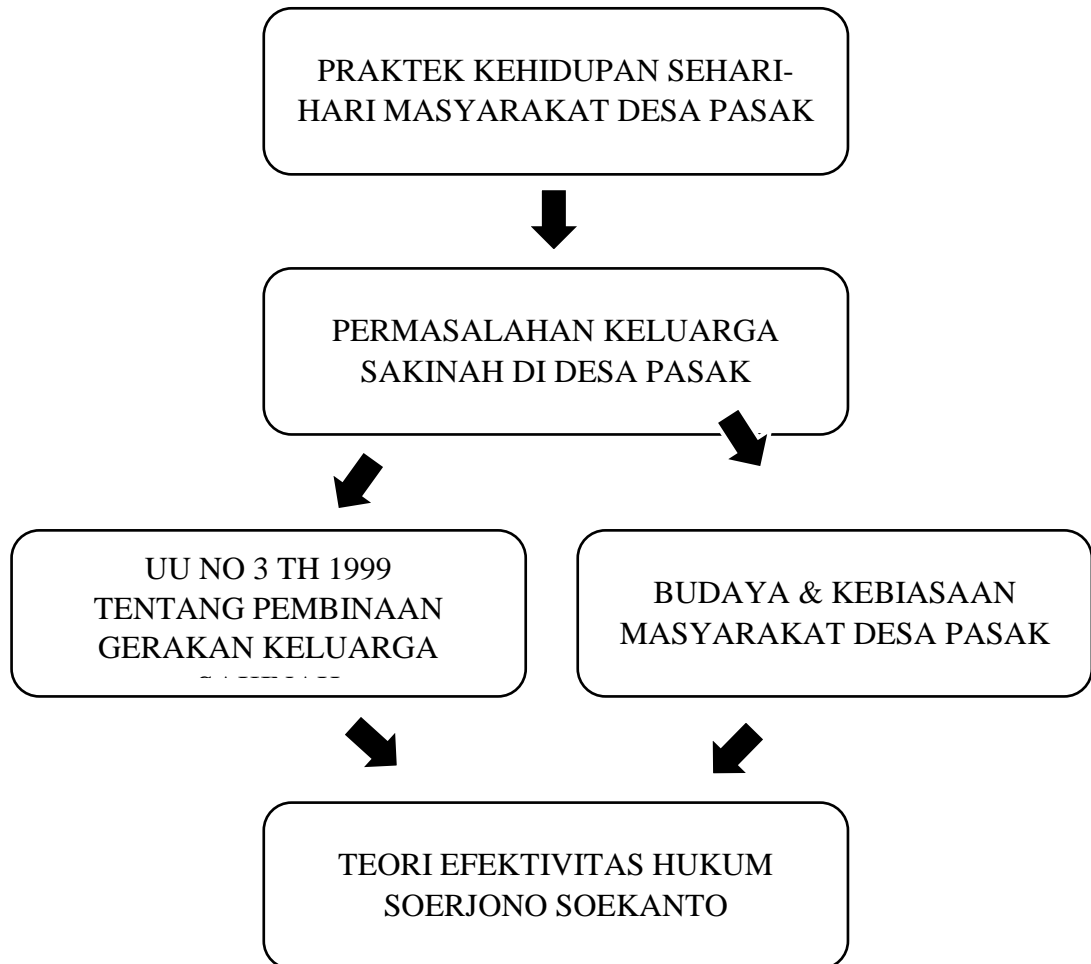 PRAKTEK KEHIDUPAN SEHARI-
HARI MASYARAKAT DESA PASAK
PERMASALAHAN KELUARGA
SAKINAH DI DESA PASAK
UU NO 3 TH 1999
TENTANG PEMBINAAN
GERAKAN KELUARGA
BUDAYA & KEBIASAAN
MASYARAKAT DESA PASAK
TEORI EFEKTIVITAS HUKUM
SOERJONO SOEKANTO